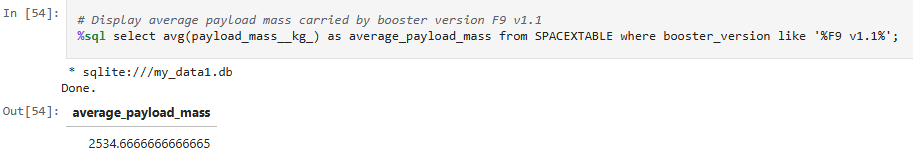 In [54]:
# Display average payload mass carried by booster version F9 v1.1
%sql select avg(payload_mass__kg_) as average_payload_mass from SPACEXTABLE where booster_version like '%F9 v1.1%';
* sqlite:///my_data1.db
Done.
Out[54]:
average_payload_mass
2534.6666666666665